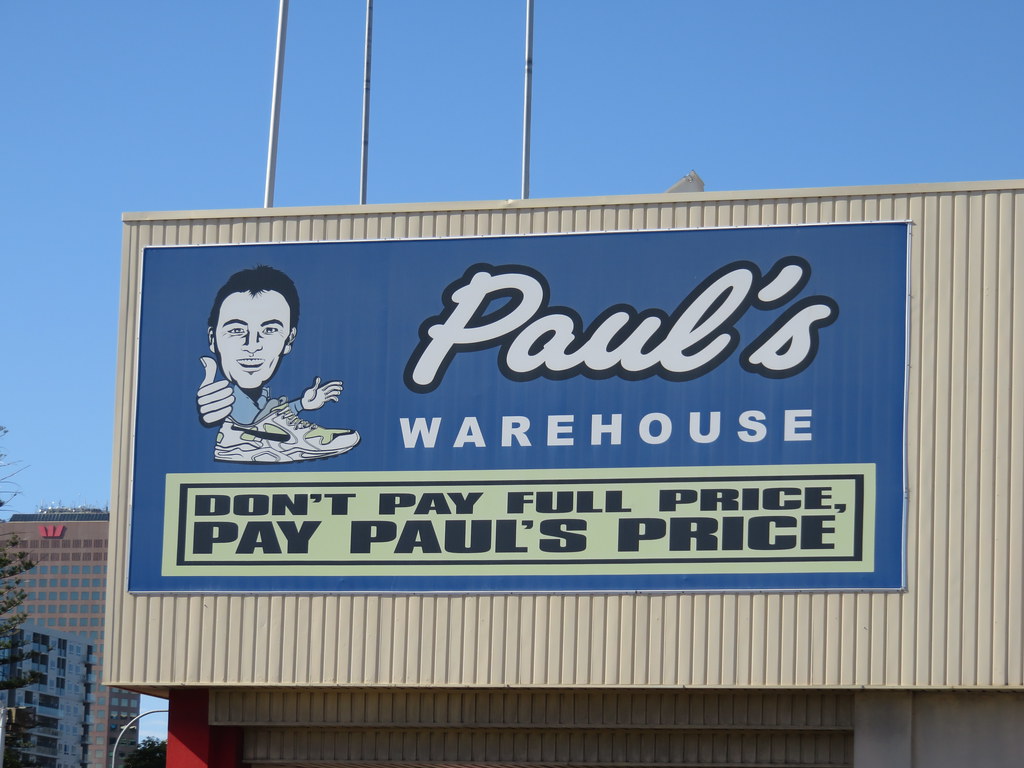 Paul's
WAREHOUSE
DON'T PAY FULL PRICE,
PAY PAUL'S PRICE